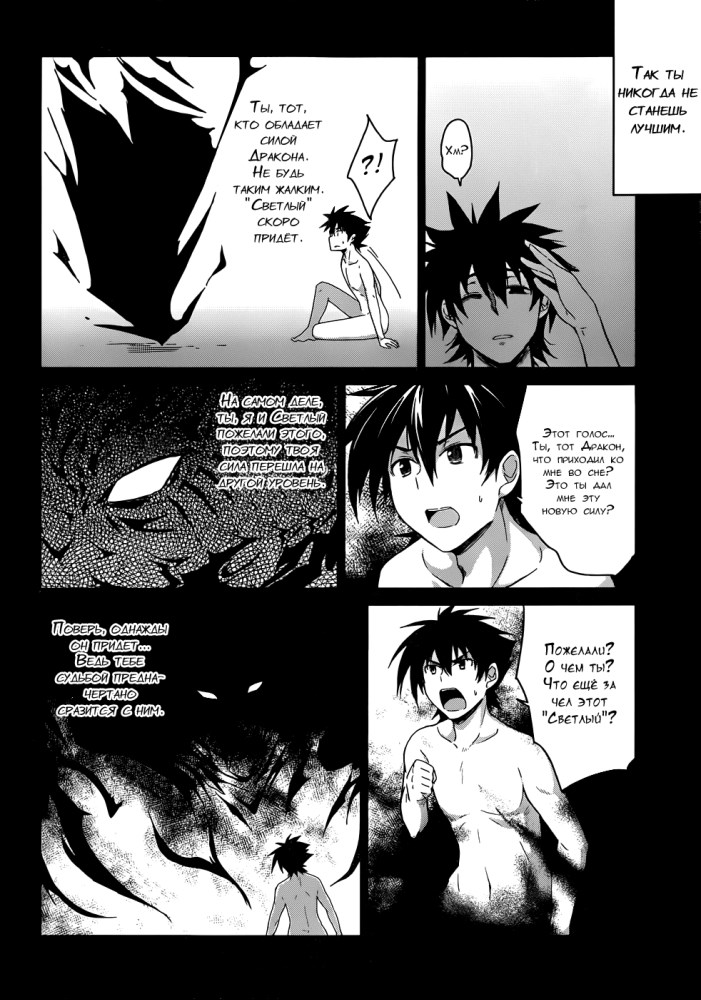 Так ты
никогда не
станешь
лучшим.
Хм?
?!
Ты, тот,
кто обладает
силой
Дракона.
Не будь
таким жалким.
"Светлый"
скоро
придёт.
Этот голос...
Ты, тот Дракон,
что приходил ко
мне во сне?
Это ты дал
мне эту
новую силу?
На самом деле,
ты, я и Светлый
пожелали этого,
поэтому твоя
сила перешла на
другой уровень.
Пожелали?
О чем ты?
Что ещё за
чел этот
"Светлый"?
Поверь, однажды
он придет...
Ведь тебе
судьбой предна-
чертано
сразится с ним.